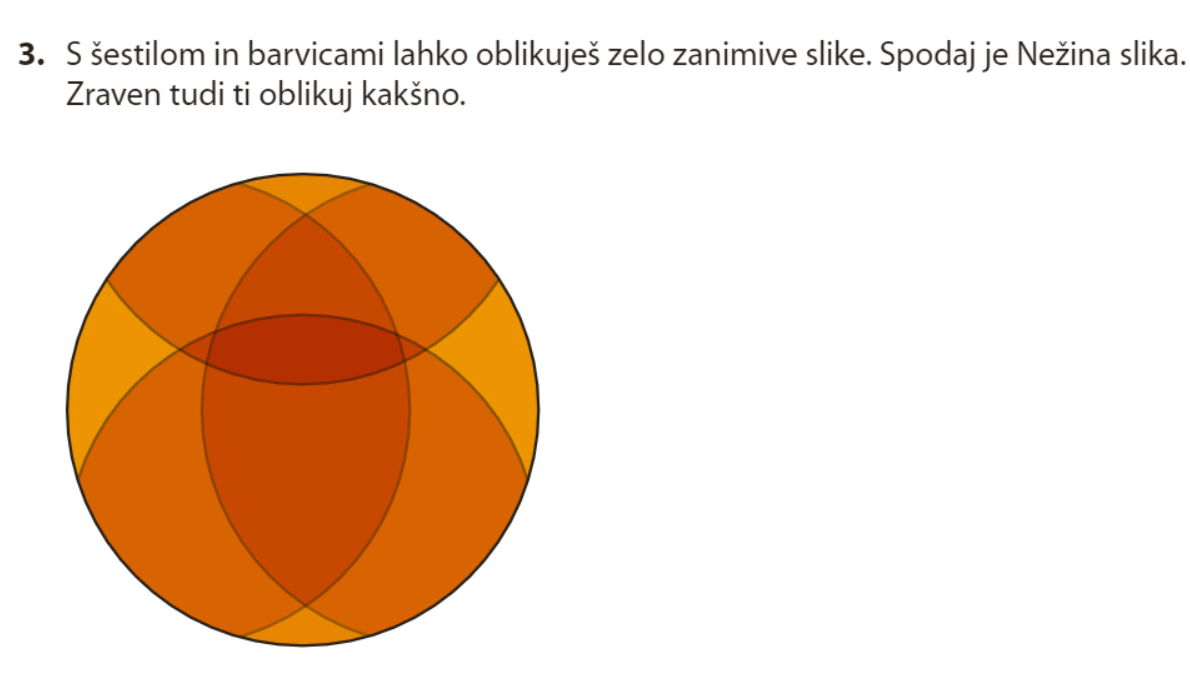 3. S šestilom in barvicami lahko oblikuješ zelo zanimive slike. Spodaj je Nežina slika.
Zraven tudi ti oblikuj kakšno.